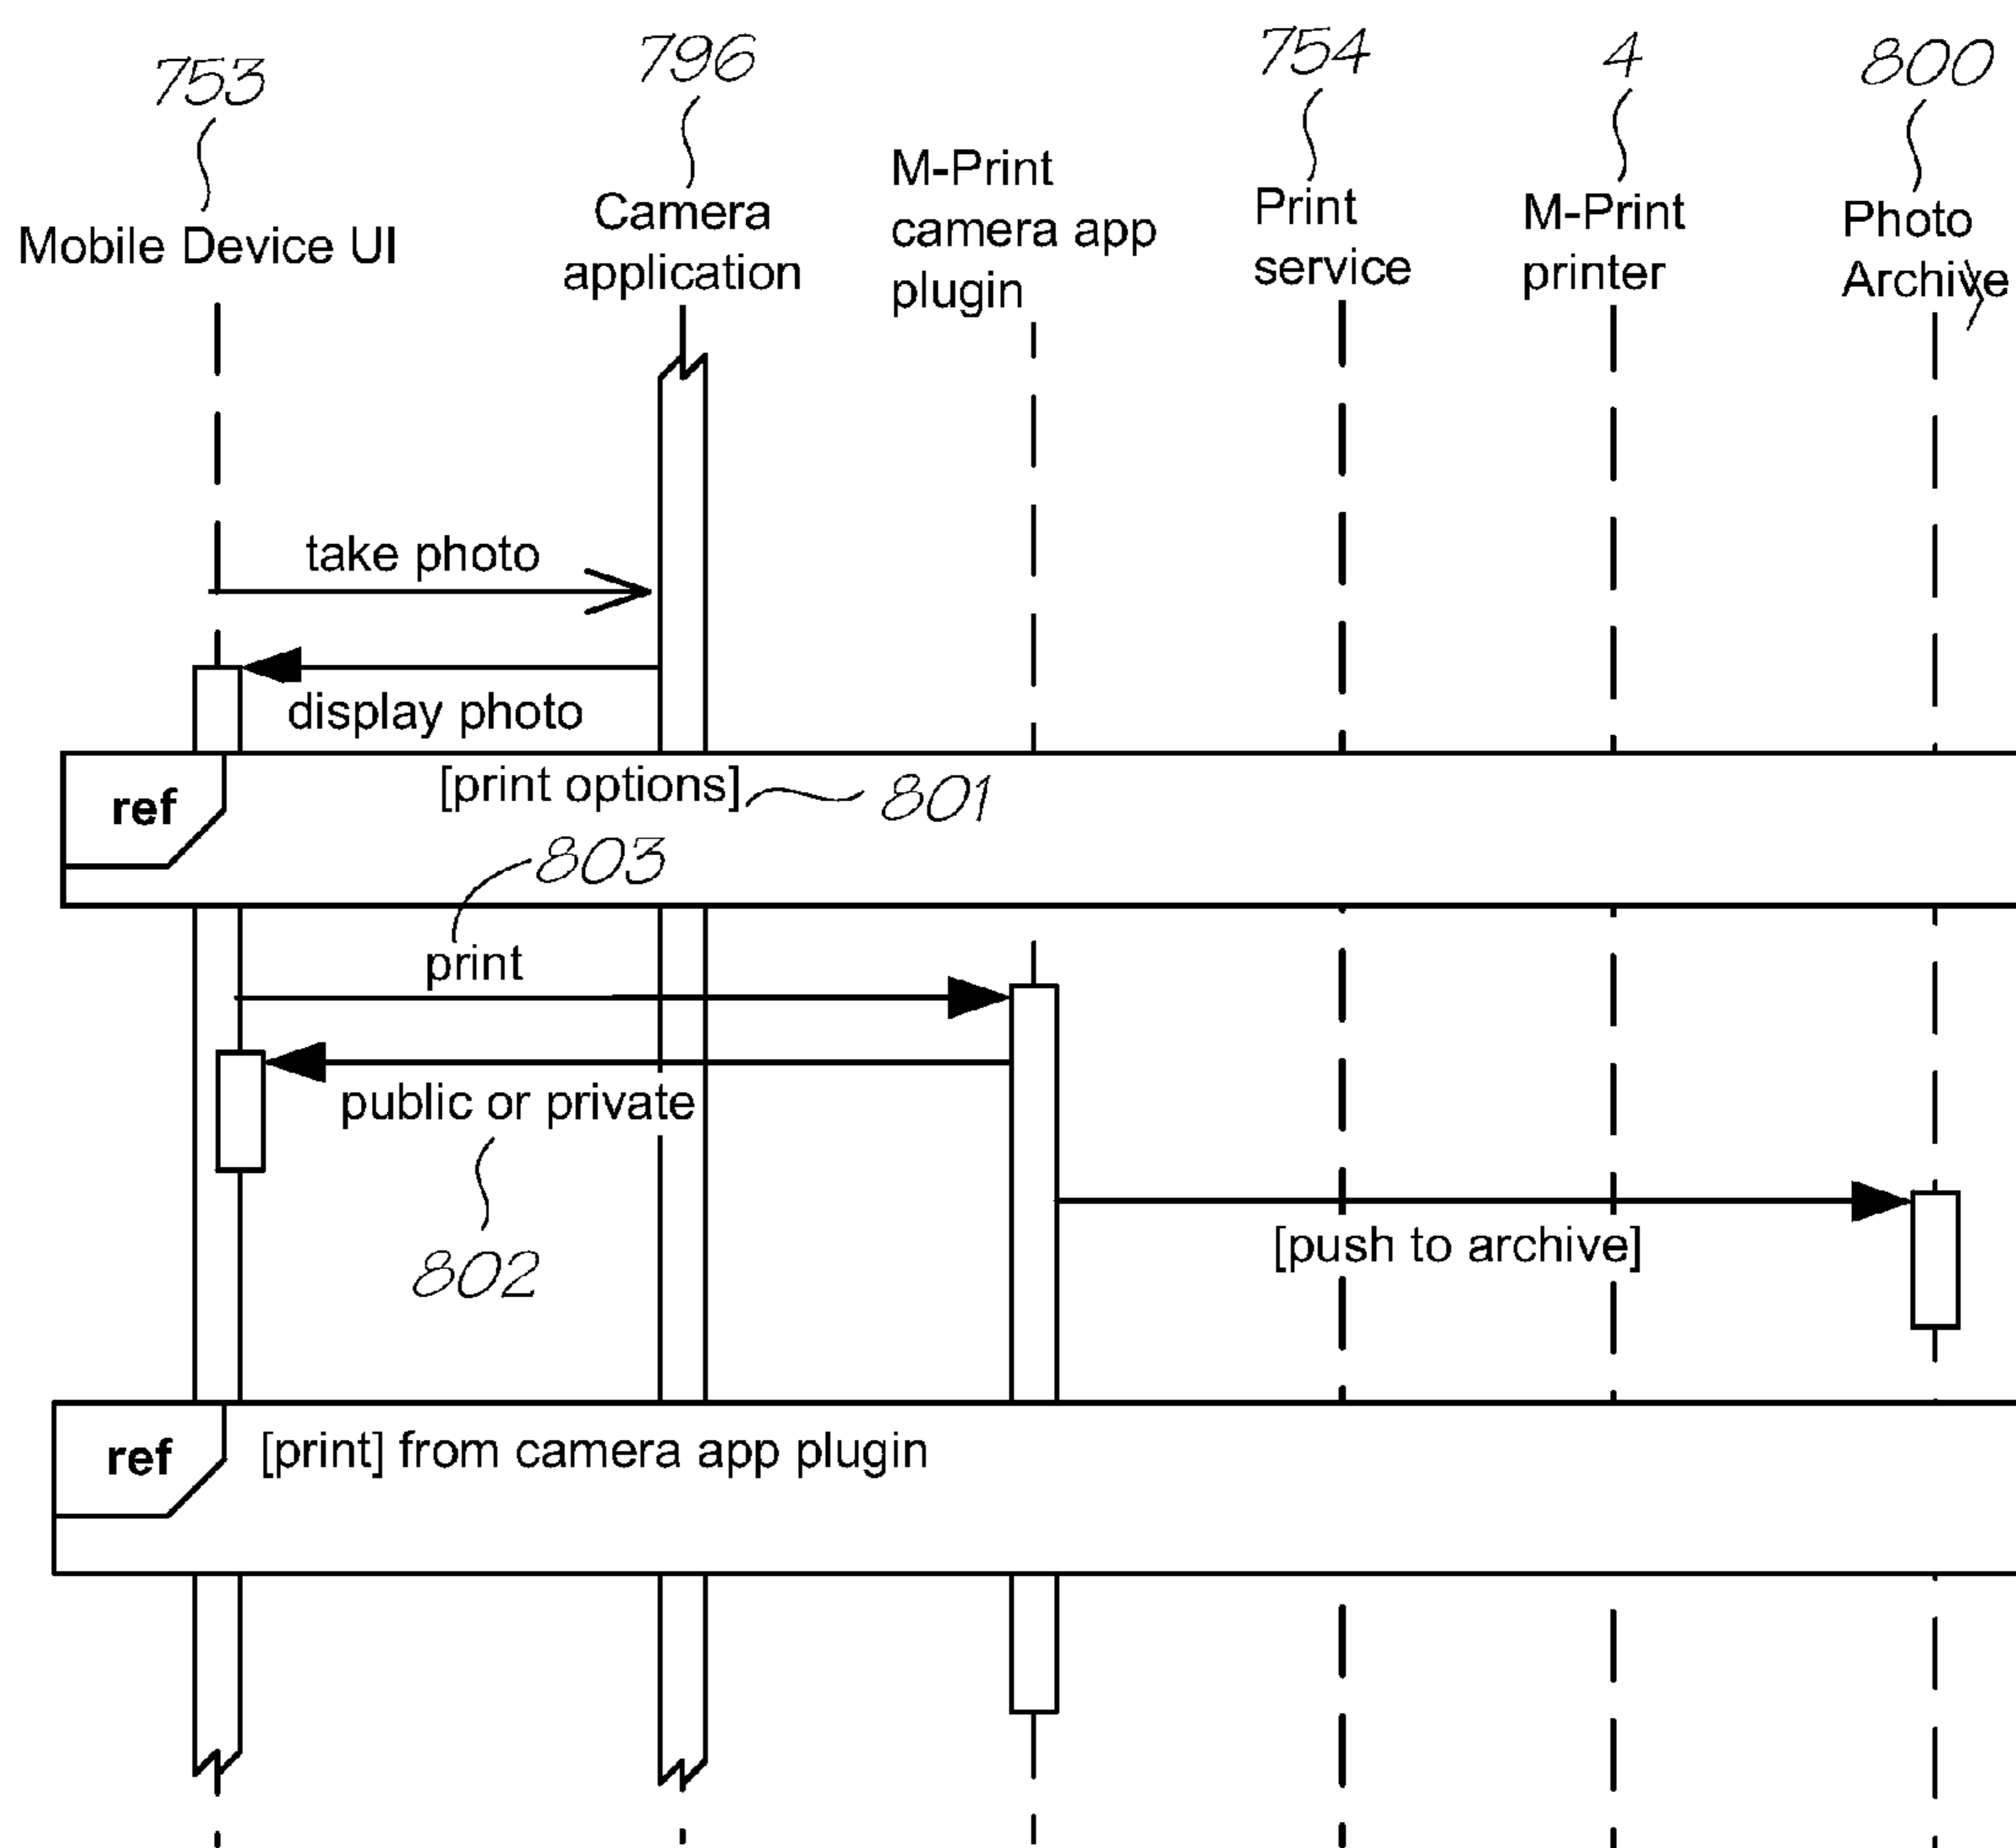 753
796
754
4
800
Mobile Device UI
Camera
application
M-Print
camera app
plugin
Print
service
M-Print
printer
Photo
Archive
take photo
display photo
ref
[print options]
801
803
print
public or private
802
[push to archive]
ref
[print] from camera app plugin